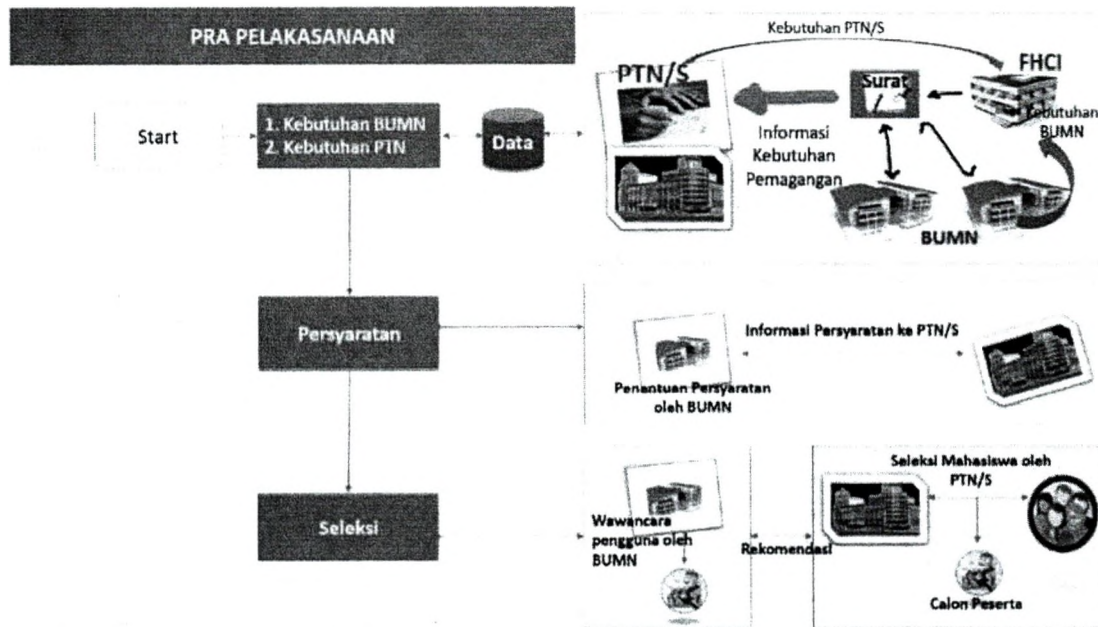 PRA PELAKASANAAN
Start
1. Kebutuhan BUMN
2. Kebutuhan PTN
Data
Kebutuhan PTN/S
PTN/S
Surat
FHCI
Kebutuhan
BUMN
Informasi
Kebutuhan
Pemagangan
BUMN
Persyaratan
Informasi Persyaratan ke PTN/S
Penantuan Persyaratan
oleh BUMN
Seleksi
Wawancara
pengguna oleh
BUMN
Rekomendasi
Seleksi Mahasiswa oleh
PTN/S
Calon Peserta